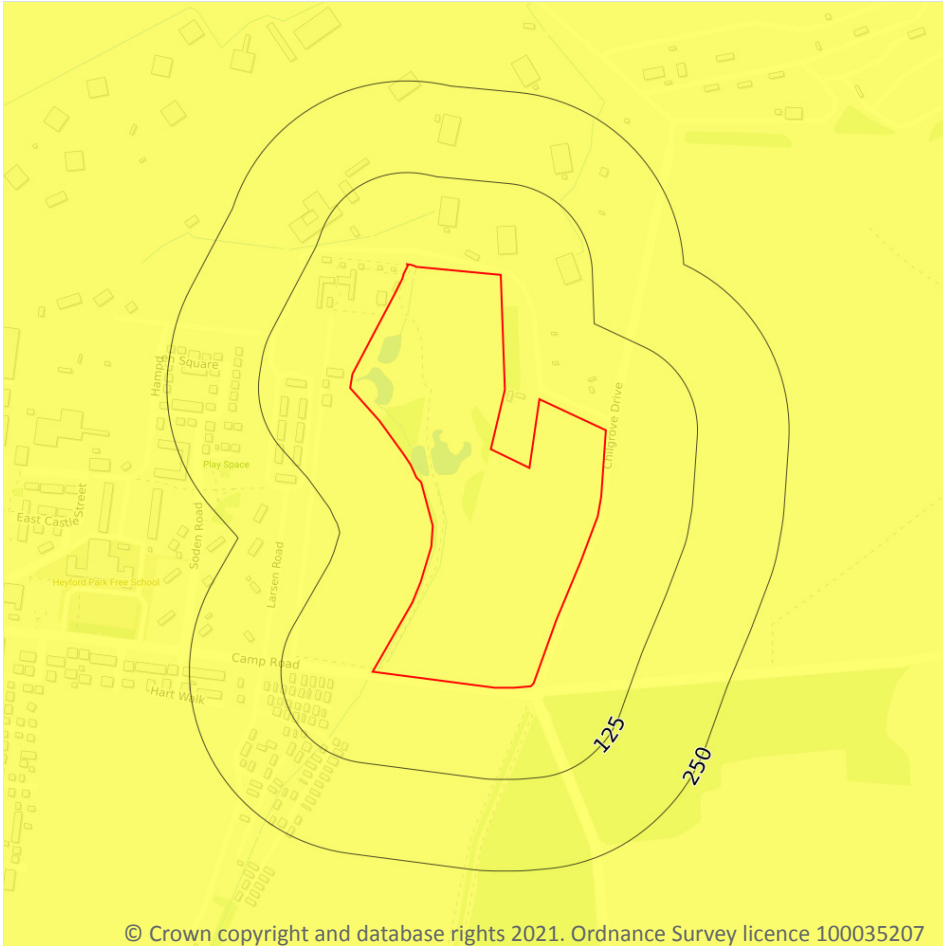 Hampd
Square
Chilgrove Drive
Play Space
Street
East Castle
Soden Road
Larsen Road
Heyford Park Free School
Camp Road
Hart Walk
125
250
© Crown copyright and database rights 2021. Ordnance Survey licence 100035207